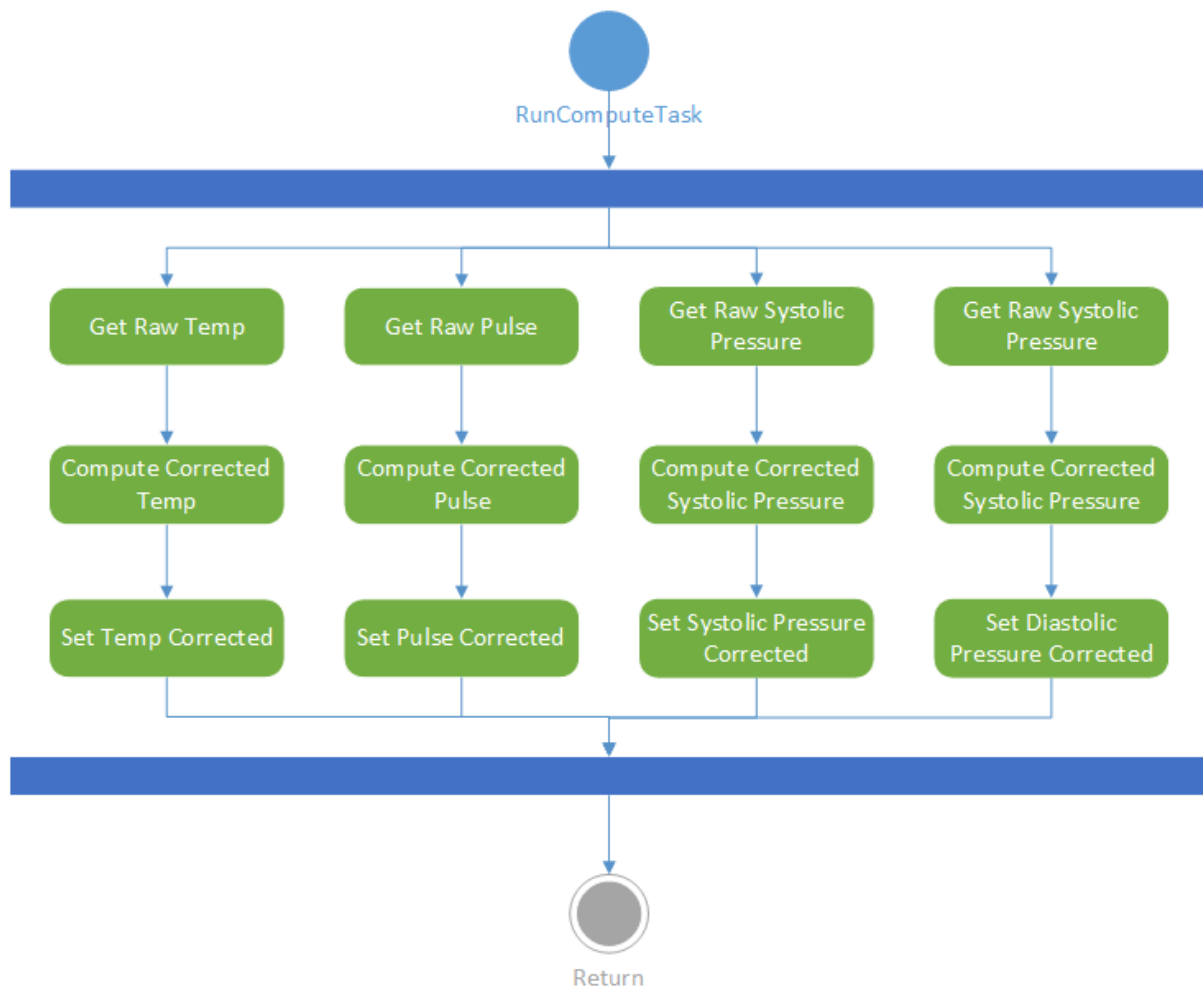 RunComputeTask
Get Raw Temp
Get Raw Pulse
Get Raw Systolic
Pressure
Get Raw Systolic
Pressure
Compute Corrected
Temp
Compute Corrected
Pulse
Compute Corrected
Systolic Pressure
Compute Corrected
Systolic Pressure
Set Temp Corrected
Set Pulse Corrected
Set Systolic Pressure
Corrected
Set Diastolic
Pressure Corrected
Return